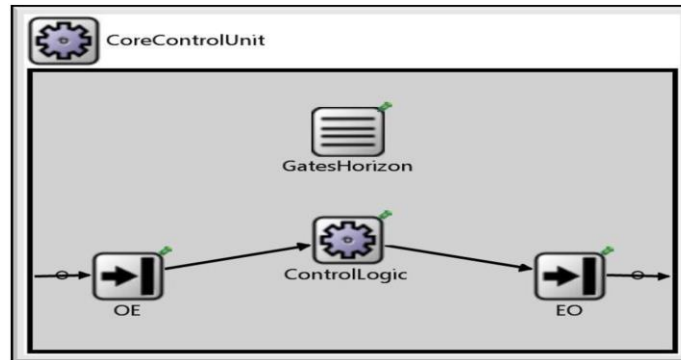 CoreControlUnit
GatesHorizon
ControlLogic
OE
EO